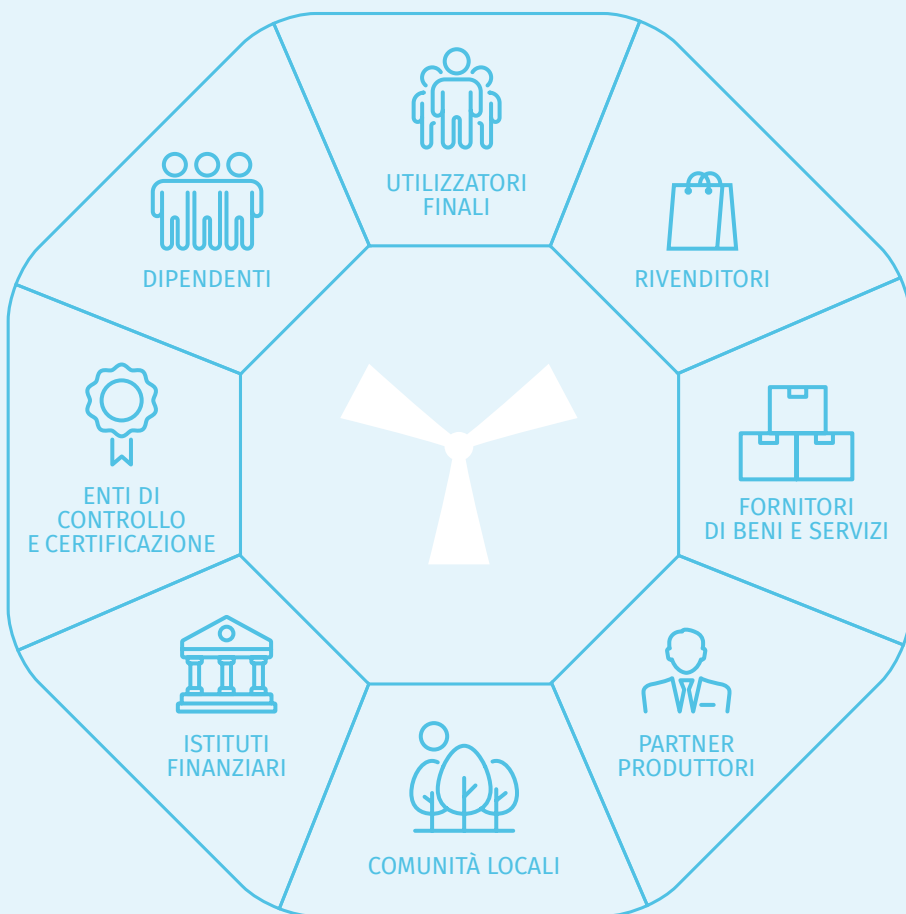 UTILIZZATORI
FINALI
DIPENDENTI
RIVENDITORI
ENTI DI
CONTROLLO
E CERTIFICAZIONE
FORNITORI
DI BENI E SERVIZI
ISTITUTI
FINANZIARI
PARTNER
PRODUTTORI
COMUNITÀ LOCALI